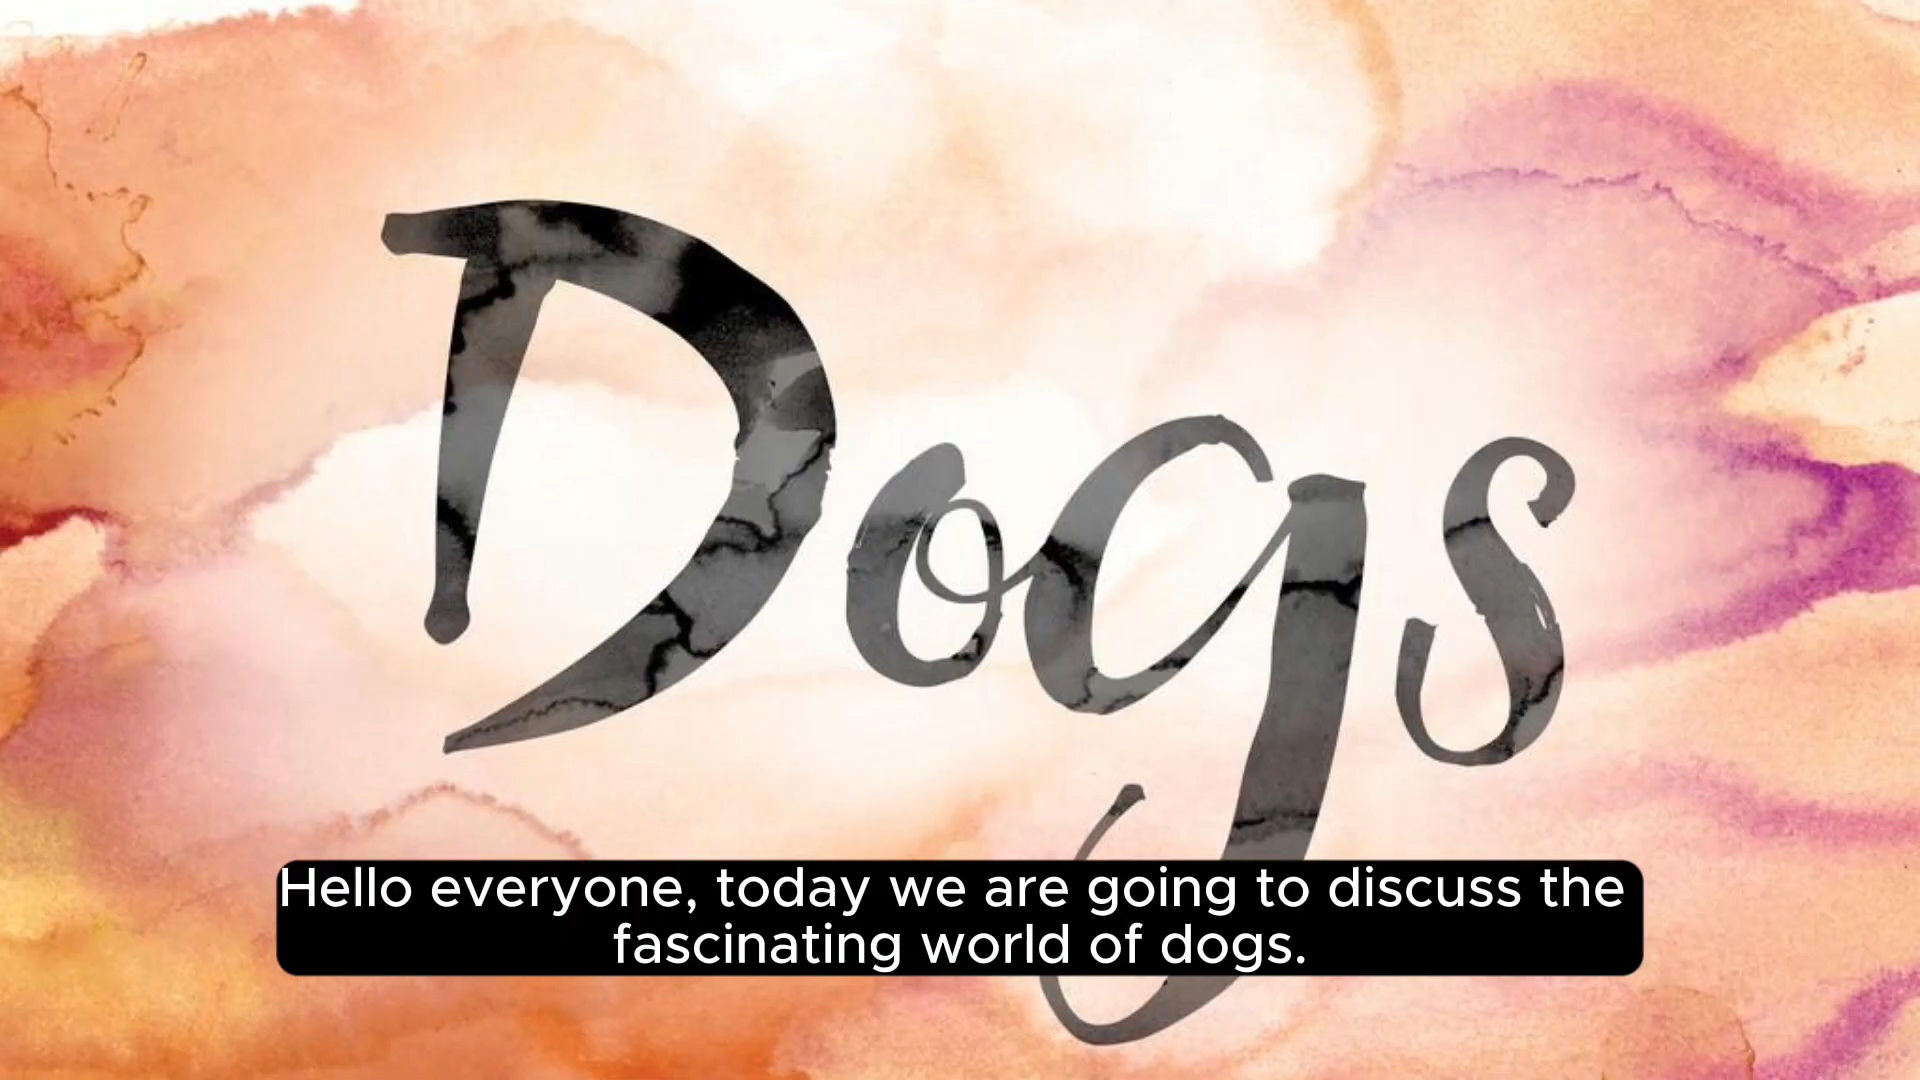 Dogs
Hello everyone, today we are going to discuss the
fascinating world of dogs.